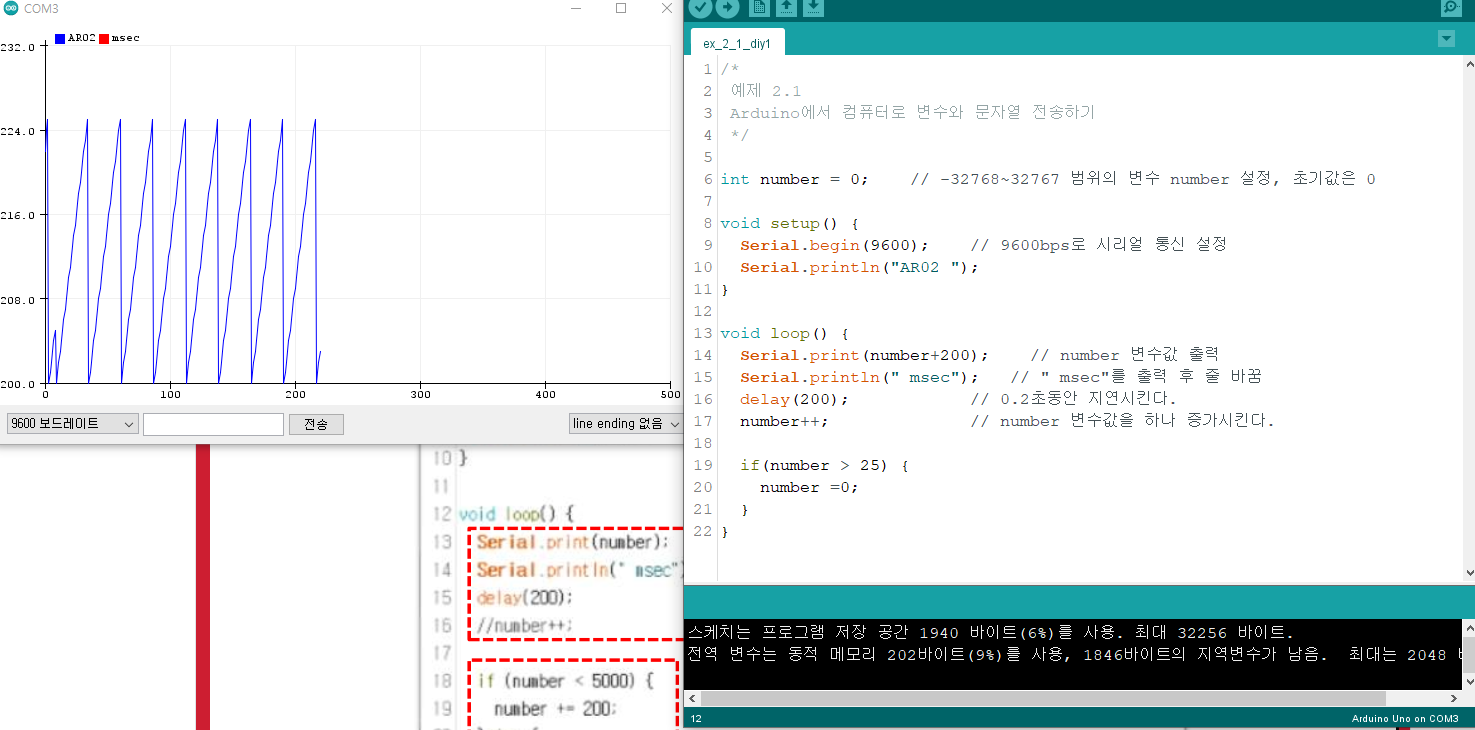 COM3
AR02 msec
232.0
224.0
216.0
208.0
200.0
0 100 200 300 400 500
9600 보드레이트
전송
line ending 없음
10 }
11
12 void loop() {
13 Serial.print(number);
14 Serial.println(" msec")
15 delay(200);
16 //number++;
17
18 if (number < 5000) {
19 number += 200;
ex_2_1_diy1
1 /*
2 예제 2.1
3 Arduino에서 컴퓨터로 변수와 문자열 전송하기
4 */
5
6 int number = 0; // -32768~32767 범위의 변수 number 설정, 초기값은 0
7
8 void setup() {
9 Serial.begin(9600); // 9600bps로 시리얼 통신 설정
10 Serial.println("AR02 ");
11 }
12
13 void loop() {
14 Serial.print(number+200); // number 변수값 출력
15 Serial.println(" msec"); // " msec"를 출력 후 줄 바꿈
16 delay(200); // 0.2초동안 지연시킨다.
17 number++; // number 변수값을 하나 증가시킨다.
18
19 if(number > 25) {
20 number =0;
21 }
22 }
스케치는 프로그램 저장 공간 1940 바이트(6%)를 사용. 최대 32256 바이트.
전역 변수는 동적 메모리 202바이트(9%)를 사용, 1846바이트의 지역변수가 남음. 최대는 2048
12
Arduino Uno on COM3